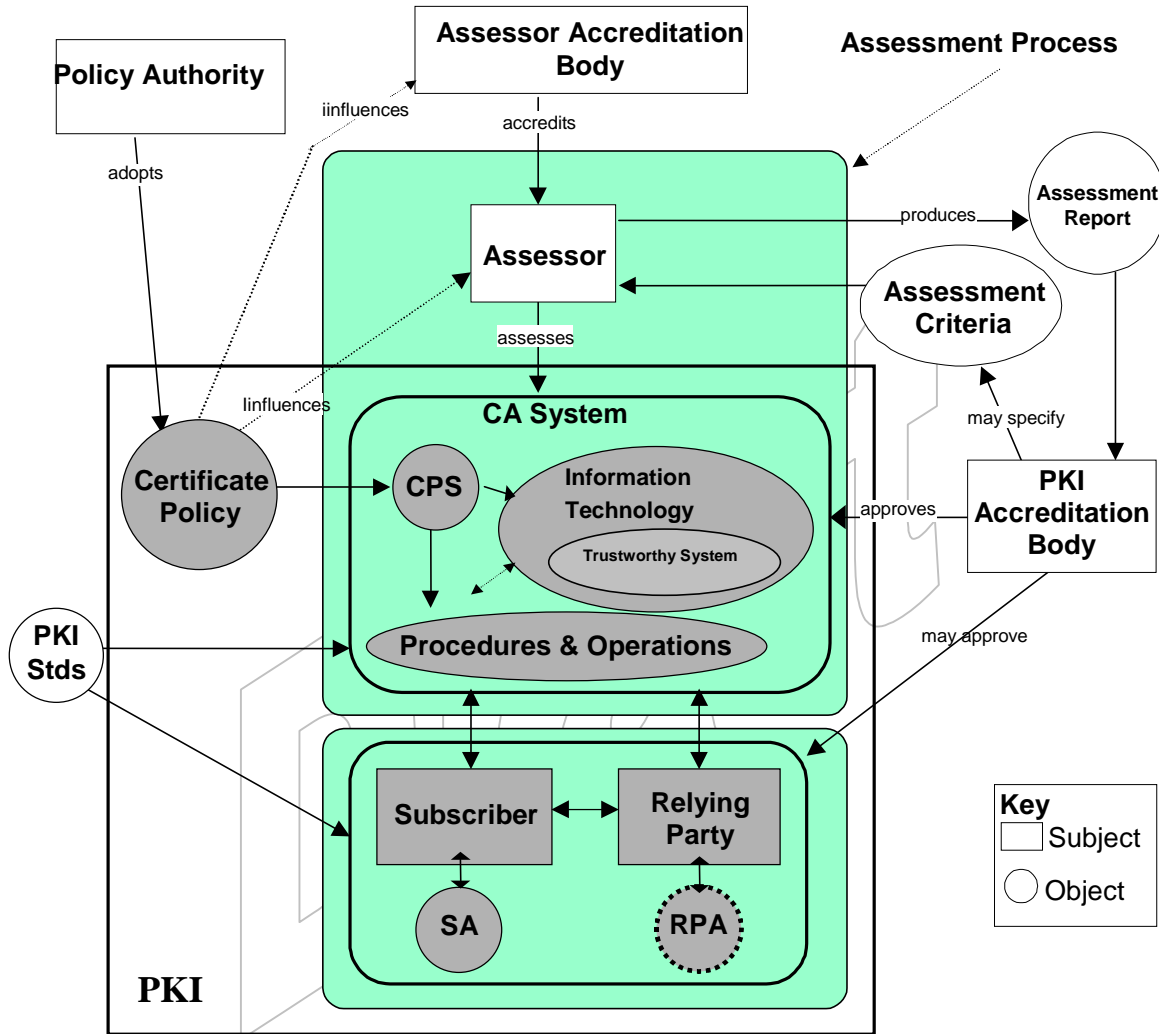 Policy Authority
Assessor Accreditation
Body
Assessment Process
iinfluences
accredits
adopts
Assessment
Report
produces
Assessor
Assessment
Criteria
assesses
Iinfluences
CA System
may specify
Certificate
Policy
CPS
Information
Technology
Trustworthy System
approves
PKI
Accreditation
Body
PKI
Stds
Procedures & Operations
may approve
Subscriber
Relying
Party
SA
RPA
Key
Subject
Object
PKI